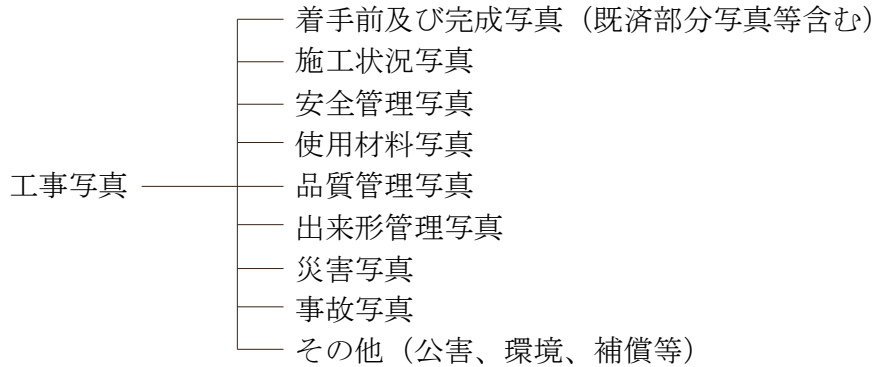 着手前及び完成写真（既済部分写真等含む）
施工状況写真
安全管理写真
使用材料写真
工事写真
品質管理写真
出来形管理写真
災害写真
事故写真
その他（公害、環境、補償等）